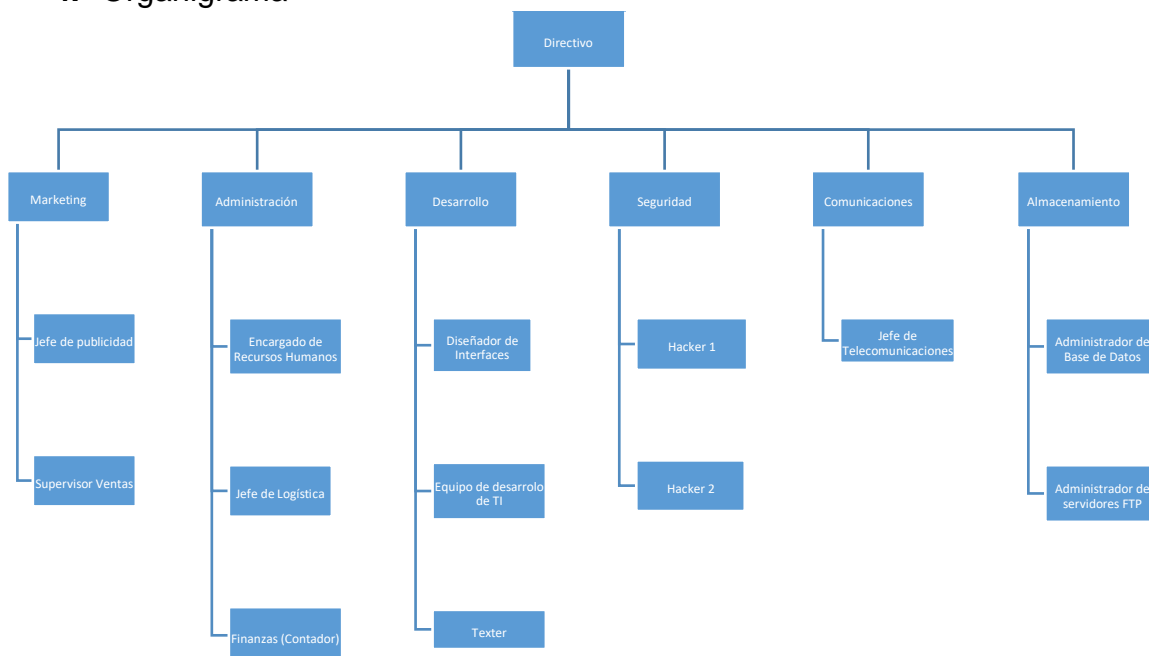 Organigrama
Directivo
Marketing
Administración
Desarrollo
Seguridad
Comunicaciones
Almacenamiento
Jefe de publicidad
Encargado de
Recursos Humanos
Diseñador de
Interfaces
Hacker 1
Jefe de
Telecomunicaciones
Administrador de
Base de Datos
Supervisor Ventas
Jefe de Logística
Equipo de desarrolo
de TI
Hacker 2
Administrador de
servidores FTP
Finanzas (Contador)
Texter